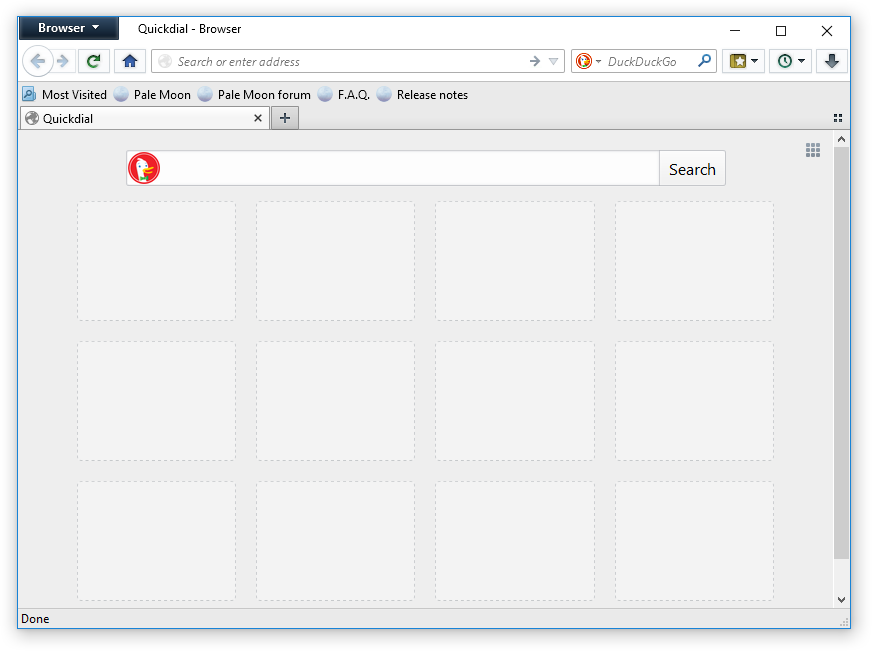 Browser
Quickdial - Browser
Search or enter address
DuckDuckGo
Most Visited Pale Moon Pale Moon forum F.A.Q. Release notes
Quickdial
Search
Done